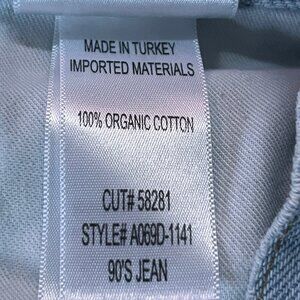 MADE IN TURKEY
IMPORTED MATERIALS
100% ORGANIC COTTON
CUT# 58281
STYLE# A069D-1141
90'S JEAN